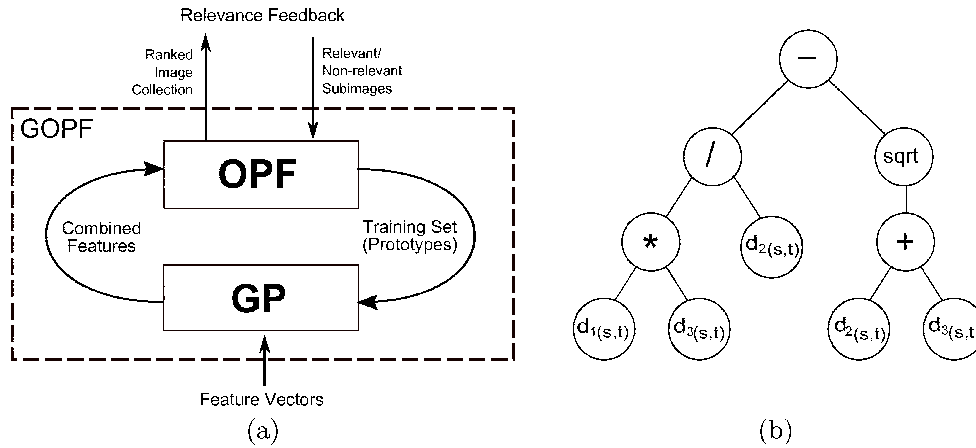 Relevance Feedback
Ranked
Image
Collection
Relevant/
Non-relevant
Subimages
GOPF
OPF
Combined
Features
Training Set
(Prototypes)
GP
Feature Vectors
(a)
−
/
sqrt
*
d2(s,t)
+
d1(s,t)
d3(s,t)
d2(s,t)
d3(s,t
(b)